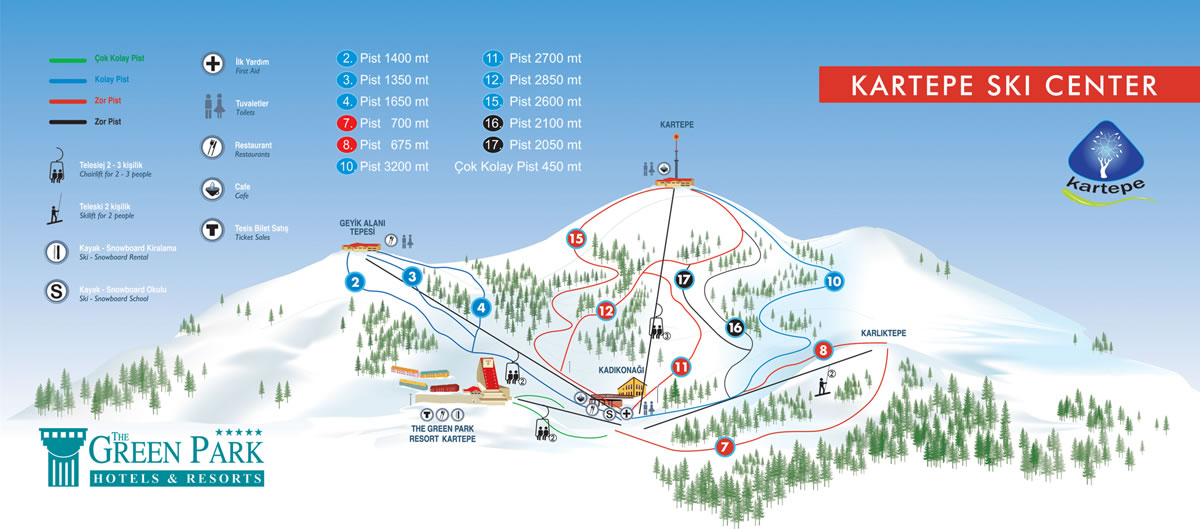 Çok Kolay Pist
Kolay Pist
Zor Pist
Zor Pist
Telesiej 2 - 3 kişilik
Chairlift for 2 - 3 people
Teleski 2 kişilik
Skilift for 2 people
Kayak - Snowboard Kiralama
Ski - Snowboard Rental
S
Kayak - Snowboard Okulu
Ski - Snowboard School
İlk Yardım
First Aid
Tuvaletler
Toilets
Restaurant
Restaurants
Cafe
Cafe
T
Tesis Bilet Satış
Ticket Sales
2. Pist 1400 mt
3. Pist 1350 mt
4. Pist 1650 mt
7. Pist 700 mt
8. Pist 675 mt
10. Pist 3200 mt
11. Pist 2700 mt
12. Pist 2850 mt
15. Pist 2600 mt
16. Pist 2100 mt
17. Pist 2050 mt
Çok Kolay Pist 450 mt
KARTEPE SKI CENTER
kartepe
KARTEPE
GEYİK ALANI
TEPESİ
15
2
3
4
12
17
16
10
3
11
8
KARLIKTEPE
2
KADIKONAĞI
2
S
T
THE GREEN PARK
RESORT KARTEPE
2
7
THE
GREEN PARK
HOTELS & RESORTS